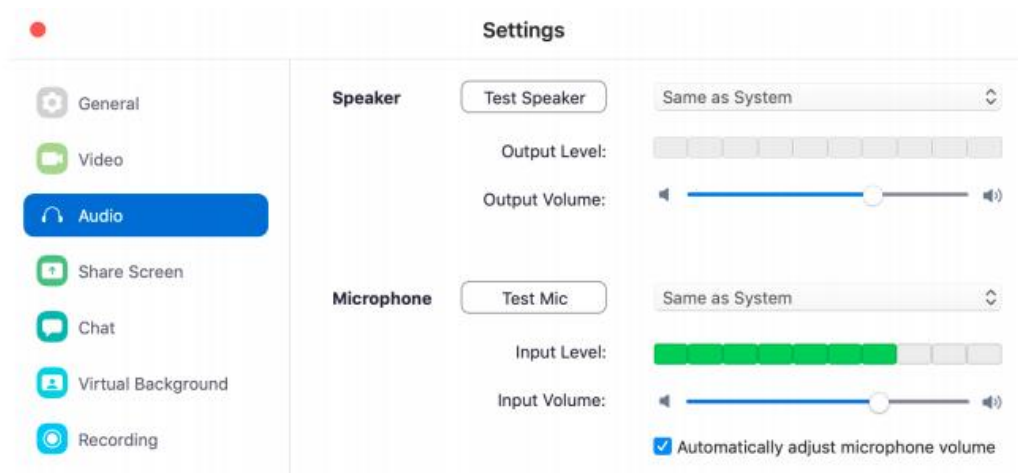 Settings
General
Video
Audio
Share Screen
Chat
Virtual Background
Recording
Speaker Test Speaker Same as System
Output Level:
Output Volume:
Microphone Test Mic Same as System
Input Level:
Input Volume:
Automatically adjust microphone volume